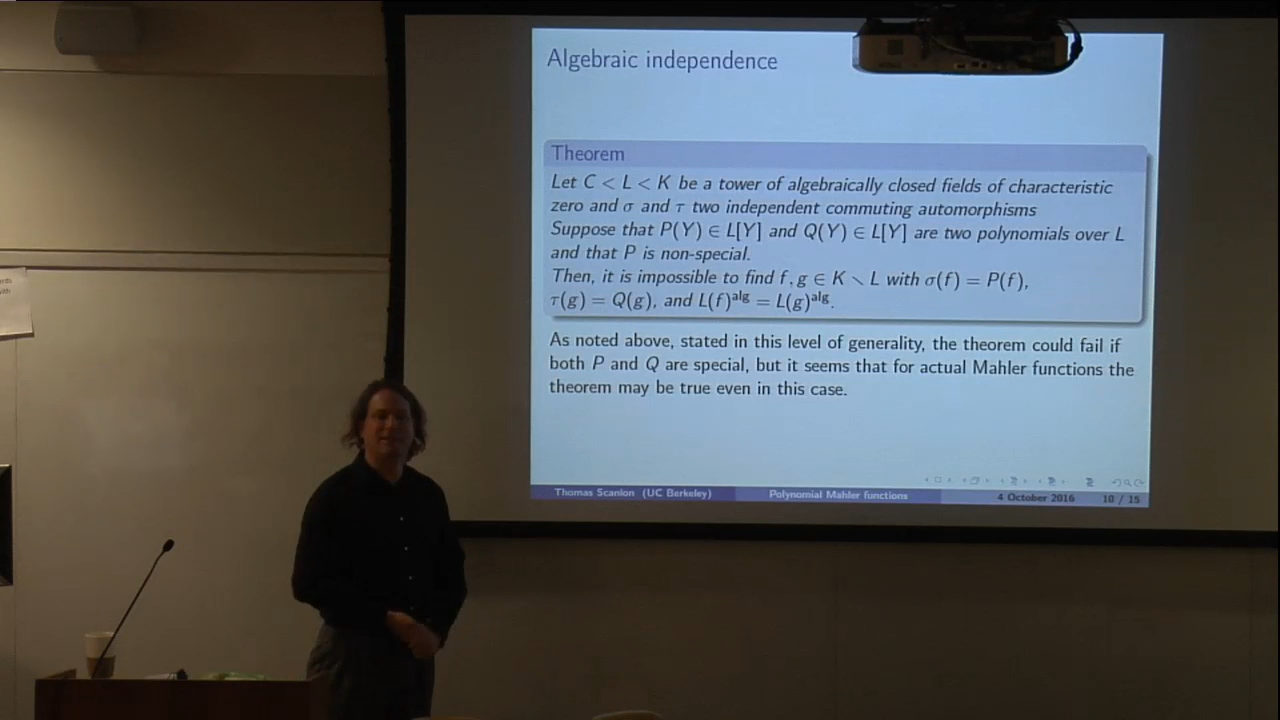 Algebraic independence
Theorem
Let C < L < K be a tower of algebraically closed fields of characteristic
zero and σ and τ two independent commuting automorphisms
Suppose that P(Y) ∈ L[Y] and Q(Y) ∈ L[Y] are two polynomials over L
and that P is non-special.
Then, it is impossible to find f, g ∈ K ∖ L with σ(f) = P(f),
τ(g) = Q(g), and L(f)^alg = L(g)^alg.
As noted above, stated in this level of generality, the theorem could fail if
both P and Q are special, but it seems that for actual Mahler functions the
theorem may be true even in this case.
Thomas Scanlon (UC Berkeley) Polynomial Mahler functions 4 October 2016 10 / 15